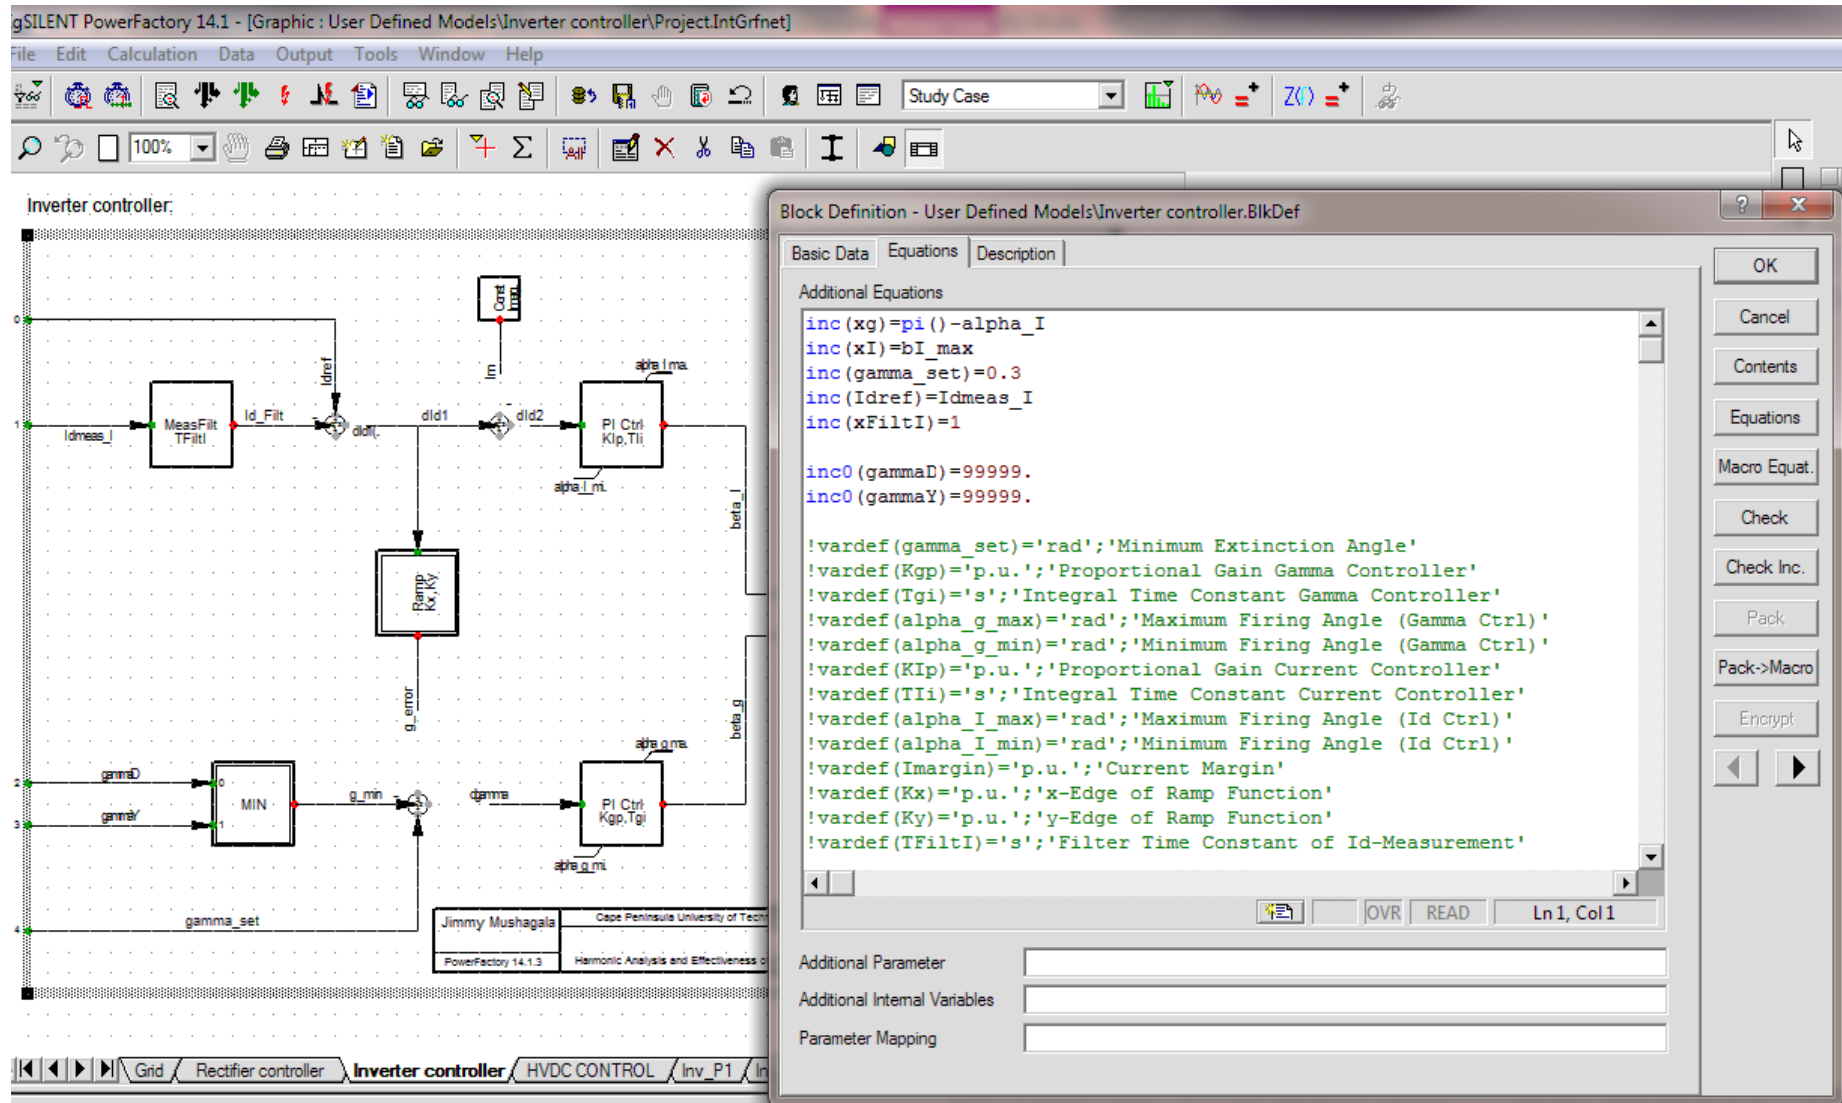 gSILENT PowerFactory 14.1 - [Graphic : User Defined Models\Inverter controller\Project.IntGrfnet]
File Edit Calculation Data Output Tools Window Help
Study Case
Z(f)
100%
Inverter controller:
Block Definition - User Defined Models\Inverter controller.BlkDef
Basic Data Equations Description
Additional Equations
inc(xg)=pi()-alpha_I
inc(xI)=bI_max
inc(gamma_set)=0.3
inc(Idref)=Idmeas_I
inc(xFiltI)=1
inc0(gammaD)=99999.
inc0(gammaY)=99999.
!vardef(gamma_set)='rad';'Minimum Extinction Angle'
!vardef(Kgp)='p.u.';'Proportional Gain Gamma Controller'
!vardef(Tgi)='s';'Integral Time Constant Gamma Controller'
!vardef(alpha_g_max)='rad';'Maximum Firing Angle (Gamma Ctrl)'
!vardef(alpha_g_min)='rad';'Minimum Firing Angle (Gamma Ctrl)'
!vardef(KIp)='p.u.';'Proportional Gain Current Controller'
!vardef(TIi)='s';'Integral Time Constant Current Controller'
!vardef(alpha_I_max)='rad';'Maximum Firing Angle (Id Ctrl)'
!vardef(alpha_I_min)='rad';'Minimum Firing Angle (Id Ctrl)'
!vardef(Imargin)='p.u.';'Current Margin'
!vardef(Kx)='p.u.';'x-Edge of Ramp Function'
!vardef(Ky)='p.u.';'y-Edge of Ramp Function'
!vardef(TFiltI)='s';'Filter Time Constant of Id-Measurement'
OVR READ Ln 1, Col 1
Additional Parameter
Additional Internal Variables
Parameter Mapping
OK
Cancel
Contents
Equations
Macro Equat.
Check
Check Inc.
Pack
Pack->Macro
Encrypt
0
Const
Idref
1
Idmeas_I
MeasFilt
TFiltI
Id_Filt
-
dId1
-
dId2
PI Ctrl
KIp,TIi
beta_I
Ramp
Kx,Ky
g_error
beta_g
2
gammaD
0
3
gammaY
1
MIN
g_min
-
dgamma
PI Ctrl
Kgp,Tgi
4
gamma_set
Jimmy Mushagala
Cape Peninsula University of Tech
PowerFactory 14.1.3
Harmonic Analysis and Effectiveness o
Grid Rectifier controller Inverter controller HVDC CONTROL Inv_P1 In